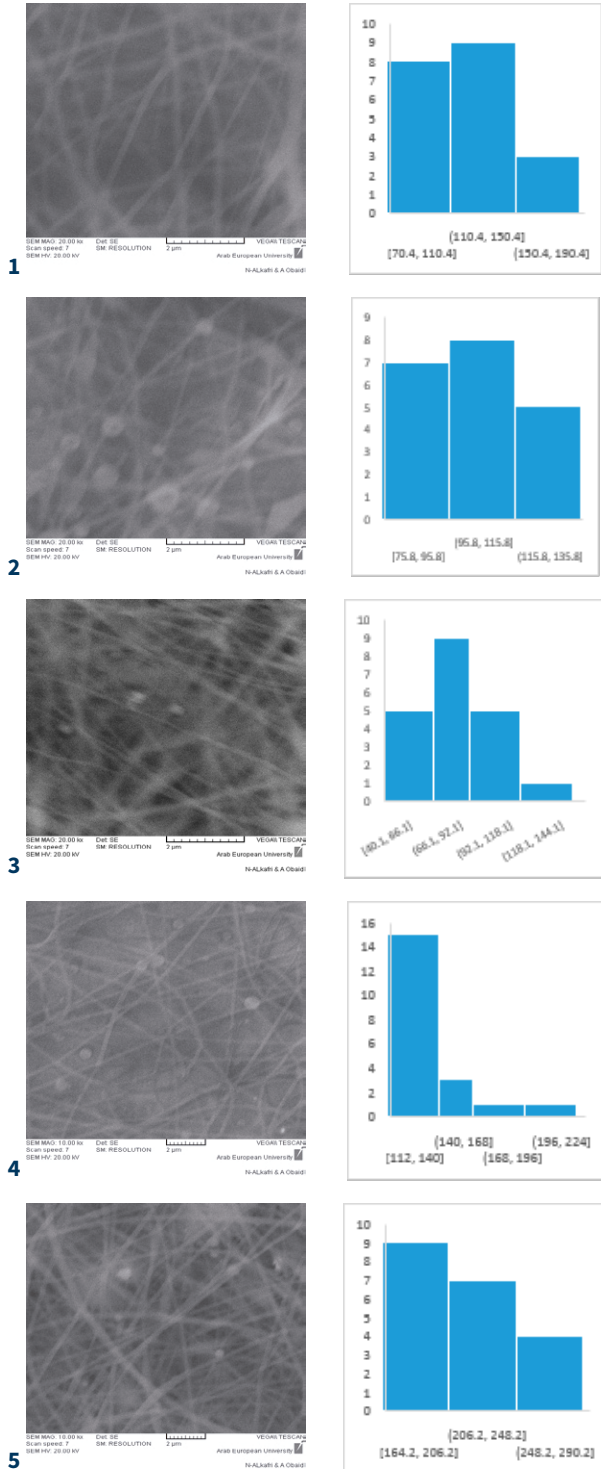 10
9
8
7
6
5
4
3
2
1
0
(110.4, 150.4]
[70.4, 110.4] (150.4, 190.4]
SEM MAG: 20.00 kx Det: SE VEGA\\ TESCAN
Scan speed: 7 SM: RESOLUTION 2 µm
SEM HV: 20.00 kV Arab European University
N-ALkafri & A Obaidi
1
9
8
7
6
5
4
3
2
1
0
(95.8, 115.8]
[75.8, 95.8] (115.8, 135.8]
SEM MAG: 20.00 kx Det: SE VEGA\\ TESCAN
Scan speed: 7 SM: RESOLUTION 2 µm
SEM HV: 20.00 kV Arab European University
N-ALkafri & A Obaidi
2
10
9
8
7
6
5
4
3
2
1
0
[40.1, 66.1] (66.1, 92.1] (92.1, 118.1] (118.1, 144.1]
SEM MAG: 20.00 kx Det: SE VEGA\\ TESCAN
Scan speed: 7 SM: RESOLUTION 2 µm
SEM HV: 20.00 kV Arab European University
N-ALkafri & A Obaidi
3
16
14
12
10
8
6
4
2
0
(140, 168] (196, 224]
[112, 140] (168, 196]
SEM MAG: 10.00 kx Det: SE VEGA\\ TESCAN
Scan speed: 7 SM: RESOLUTION 2 µm
SEM HV: 20.00 kV Arab European University
N-ALkafri & A Obaidi
4
10
9
8
7
6
5
4
3
2
1
0
(206.2, 248.2]
[164.2, 206.2] (248.2, 290.2]
SEM MAG: 10.00 kx Det: SE VEGA\\ TESCAN
Scan speed: 7 SM: RESOLUTION 2 µm
SEM HV: 20.00 kV Arab European University
N-ALkafri & A Obaidi
5